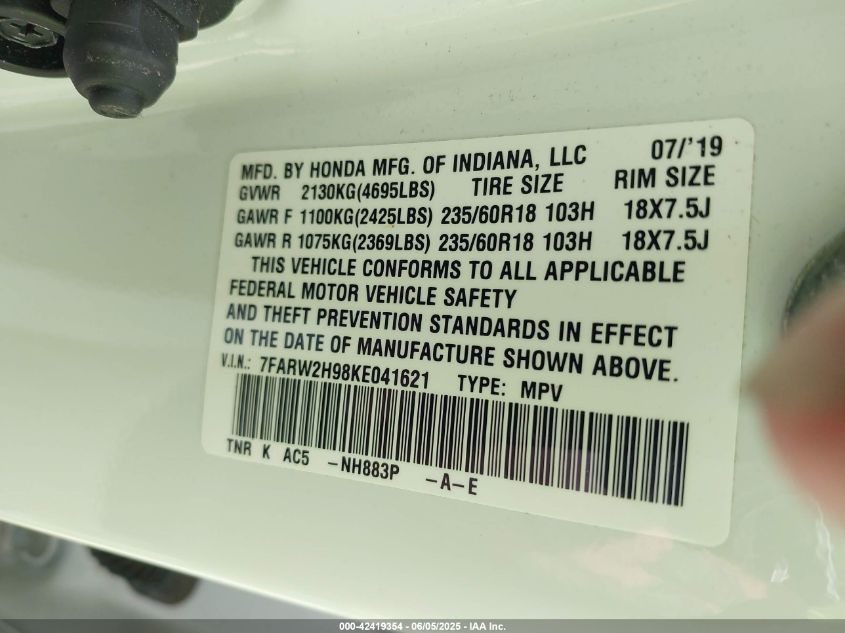 MFD. BY HONDA MFG. OF INDIANA, LLC 07/'19
GVWR 2130KG(4695LBS) TIRE SIZE RIM SIZE
GAWR F 1100KG(2425LBS) 235/60R18 103H 18X7.5J
GAWR R 1075KG(2369LBS) 235/60R18 103H 18X7.5J
THIS VEHICLE CONFORMS TO ALL APPLICABLE
FEDERAL MOTOR VEHICLE SAFETY
AND THEFT PREVENTION STANDARDS IN EFFECT
ON THE DATE OF MANUFACTURE SHOWN ABOVE.
V.I.N.: 7FARW2H98KE041621 TYPE: MPV
TNR K AC5 -NH883P -A-E
000-42419354 - 06/05/2025 - IAA Inc.